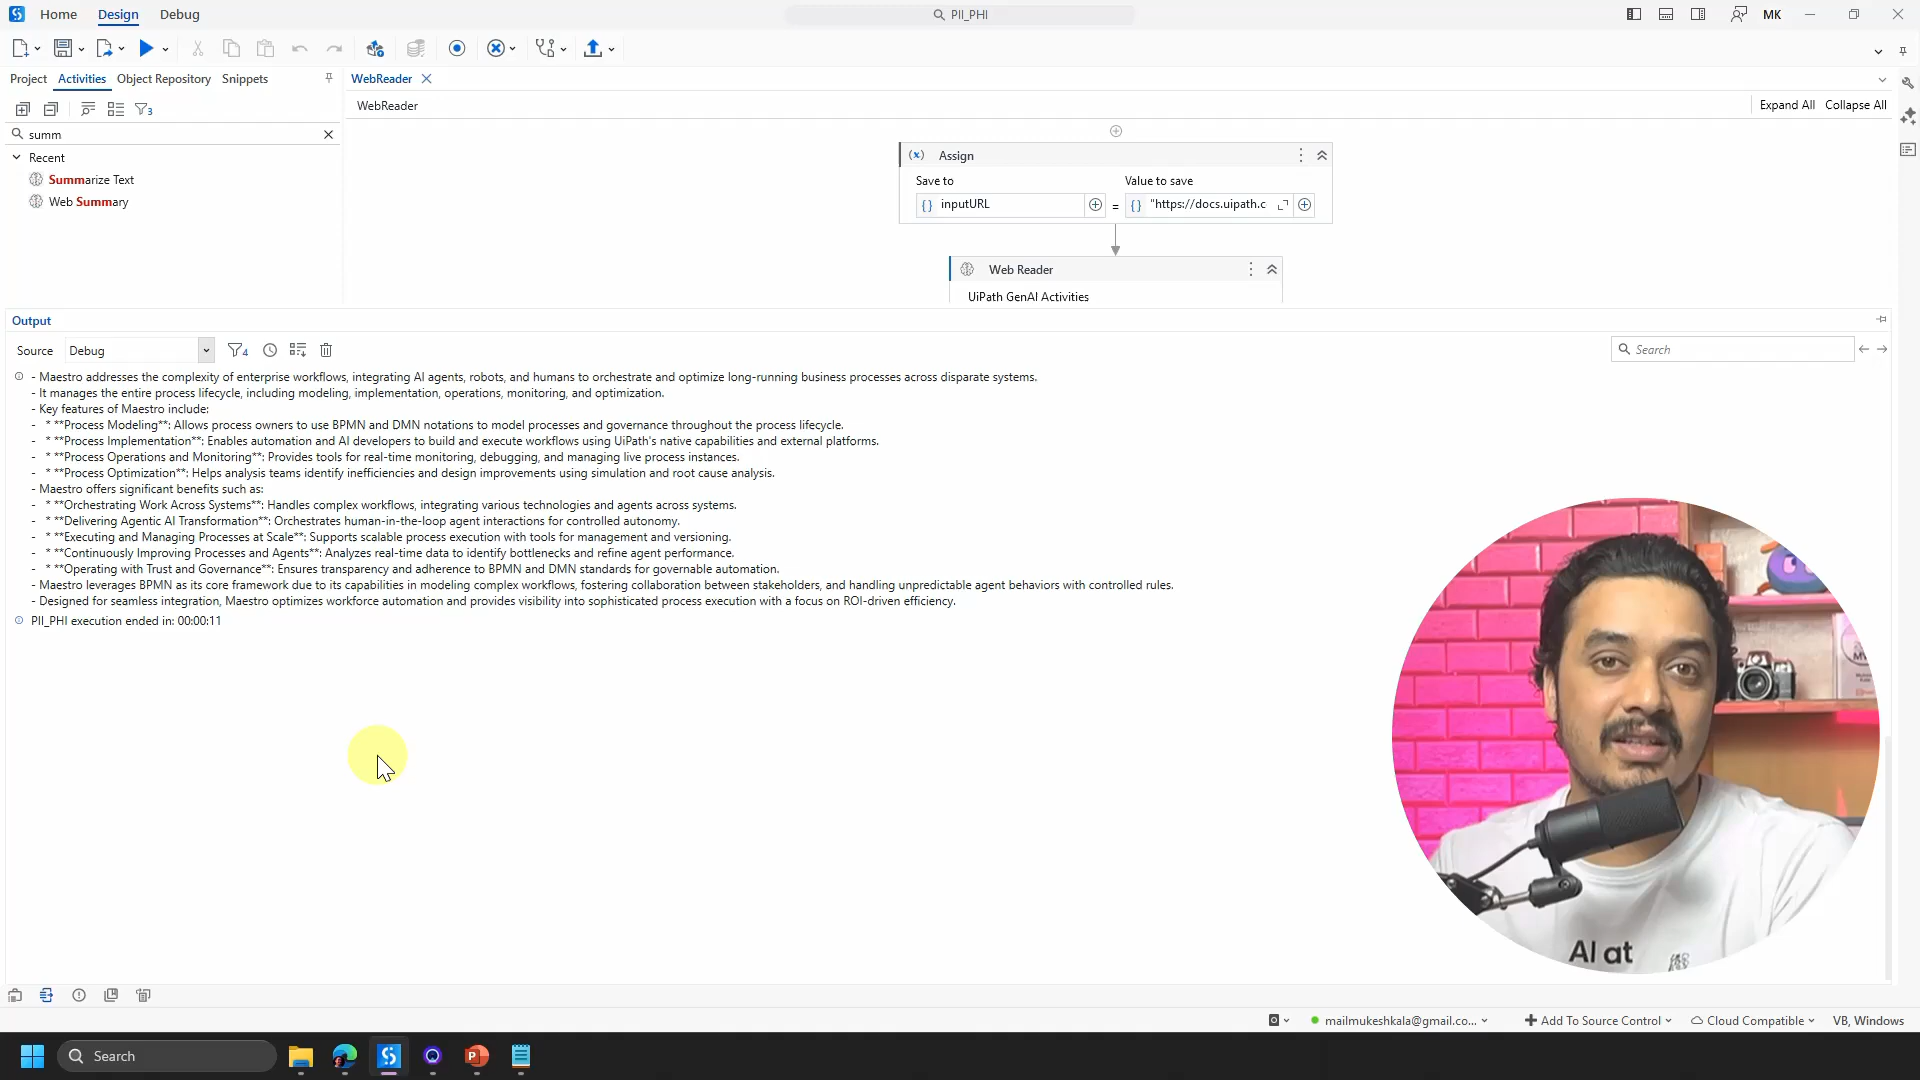 Home Design Debug
PII_PHI
MK
Project Activities Object Repository Snippets
WebReader
WebReader
Expand All Collapse All
3
summ
Recent
Summarize Text
Web Summary
Assign
Save to Value to save
inputURL = "https://docs.uipath.c
Web Reader
UiPath GenAI Activities
Output
Source Debug 4 Search
- Maestro addresses the complexity of enterprise workflows, integrating AI agents, robots, and humans to orchestrate and optimize long-running business processes across disparate systems.
- It manages the entire process lifecycle, including modeling, implementation, operations, monitoring, and optimization.
- Key features of Maestro include:
- * **Process Modeling**: Allows process owners to use BPMN and DMN notations to model processes and governance throughout the process lifecycle.
- * **Process Implementation**: Enables automation and AI developers to build and execute workflows using UiPath's native capabilities and external platforms.
- * **Process Operations and Monitoring**: Provides tools for real-time monitoring, debugging, and managing live process instances.
- * **Process Optimization**: Helps analysis teams identify inefficiencies and design improvements using simulation and root cause analysis.
- Maestro offers significant benefits such as:
- * **Orchestrating Work Across Systems**: Handles complex workflows, integrating various technologies and agents across systems.
- * **Delivering Agentic AI Transformation**: Orchestrates human-in-the-loop agent interactions for controlled autonomy.
- * **Executing and Managing Processes at Scale**: Supports scalable process execution with tools for management and versioning.
- * **Continuously Improving Processes and Agents**: Analyzes real-time data to identify bottlenecks and refine agent performance.
- * **Operating with Trust and Governance**: Ensures transparency and adherence to BPMN and DMN standards for governable automation.
- Maestro leverages BPMN as its core framework due to its capabilities in modeling complex workflows, fostering collaboration between stakeholders, and handling unpredictable agent behaviors with controlled rules.
- Designed for seamless integration, Maestro optimizes workforce automation and provides visibility into sophisticated process execution with a focus on ROI-driven efficiency.
PII_PHI execution ended in: 00:00:11
AI at
mailmukeshkala@gmail.co... Add To Source Control Cloud Compatible VB, Windows
Search